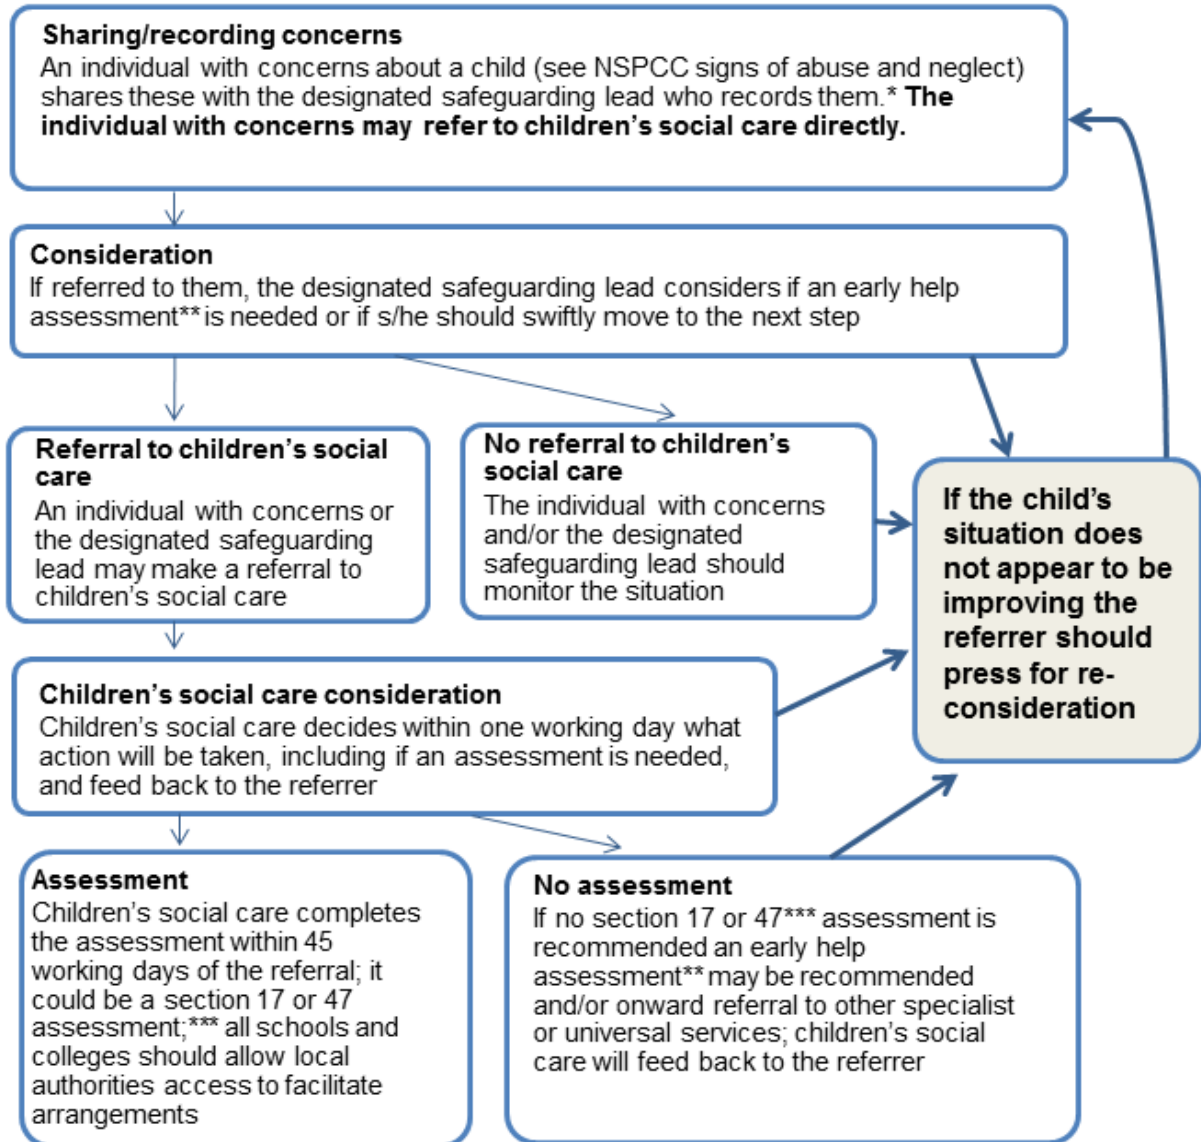 Sharing/recording concerns
An individual with concerns about a child (see NSPCC signs of abuse and neglect)
shares these with the designated safeguarding lead who records them.* The
individual with concerns may refer to children’s social care directly.
Consideration
If referred to them, the designated safeguarding lead considers if an early help
assessment** is needed or if s/he should swiftly move to the next step
Referral to children’s social
care
An individual with concerns or
the designated safeguarding
lead may make a referral to
children’s social care
No referral to children’s
social care
The individual with concerns
and/or the designated
safeguarding lead should
monitor the situation
If the child’s
situation does
not appear to be
improving the
referrer should
press for re-
consideration
Children’s social care consideration
Children’s social care decides within one working day what
action will be taken, including if an assessment is needed,
and feed back to the referrer
Assessment
Children’s social care completes
the assessment within 45
working days of the referral; it
could be a section 17 or 47
assessment;*** all schools and
colleges should allow local
authorities access to facilitate
arrangements
No assessment
If no section 17 or 47*** assessment is
recommended an early help
assessment** may be recommended
and/or onward referral to other specialist
or universal services; children’s social
care will feed back to the referrer